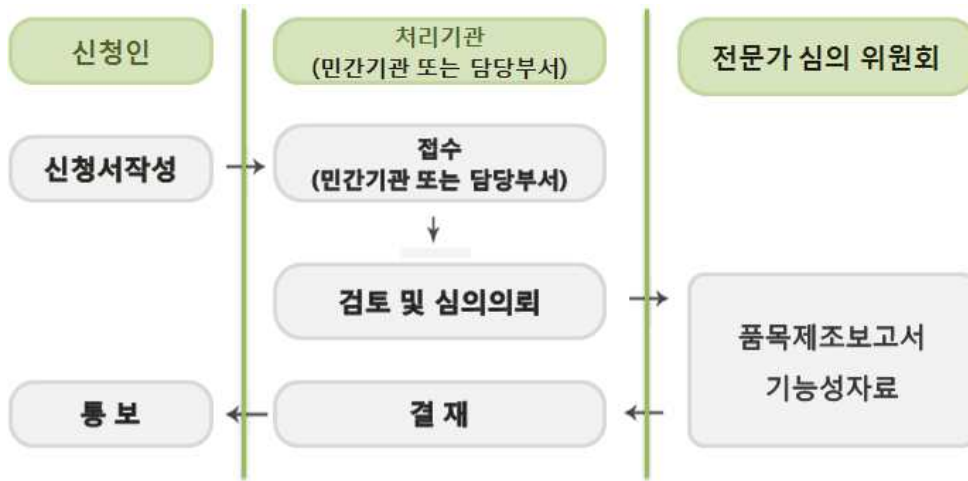 신청인
처리기관
(민간기관 또는 담당부서)
전문가 심의 위원회
신청서작성
접수
(민간기관 또는 담당부서)
검토 및 심의의뢰
품목제조보고서
기능성자료
통 보
결 재